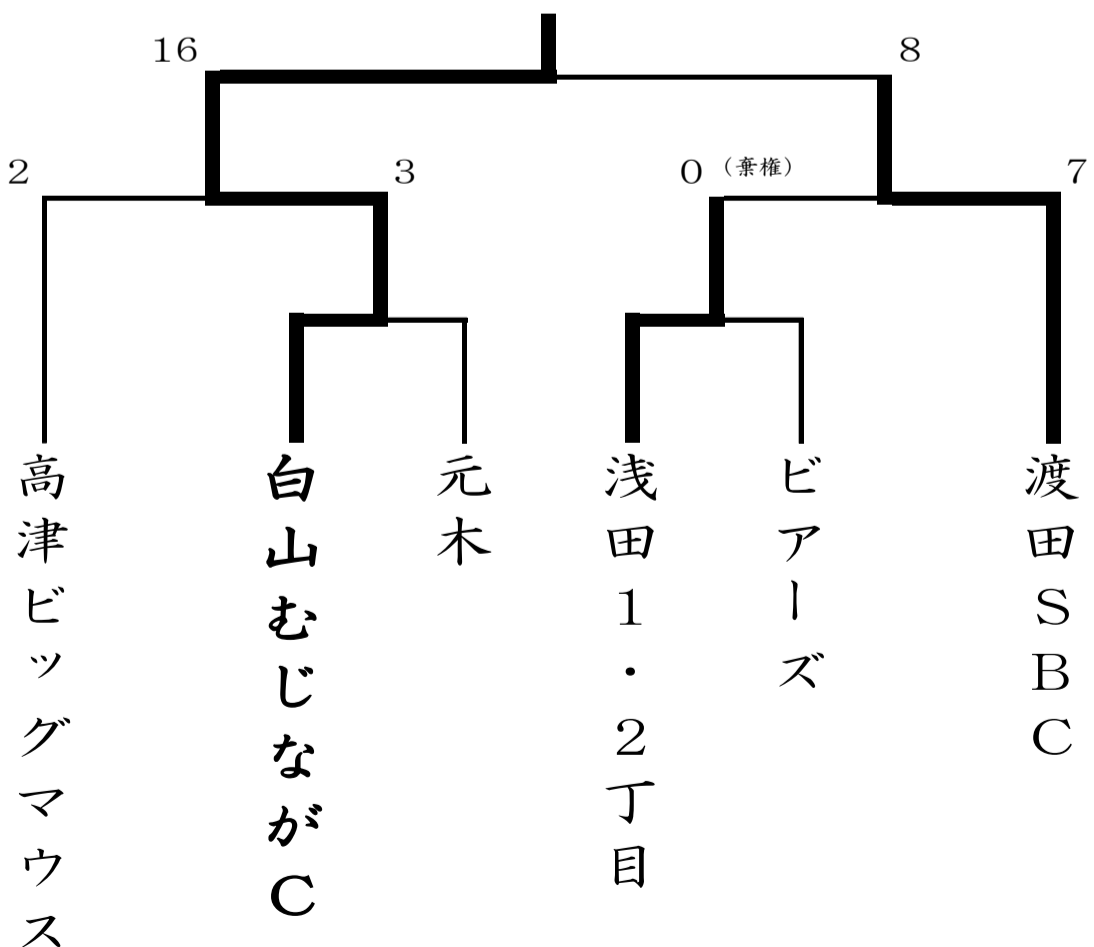 16
8
2
3
0 (棄権)
7
高津ビッグマウス
白山むじながC
元木
浅田1・2丁目
ビアーズ
渡田SBC